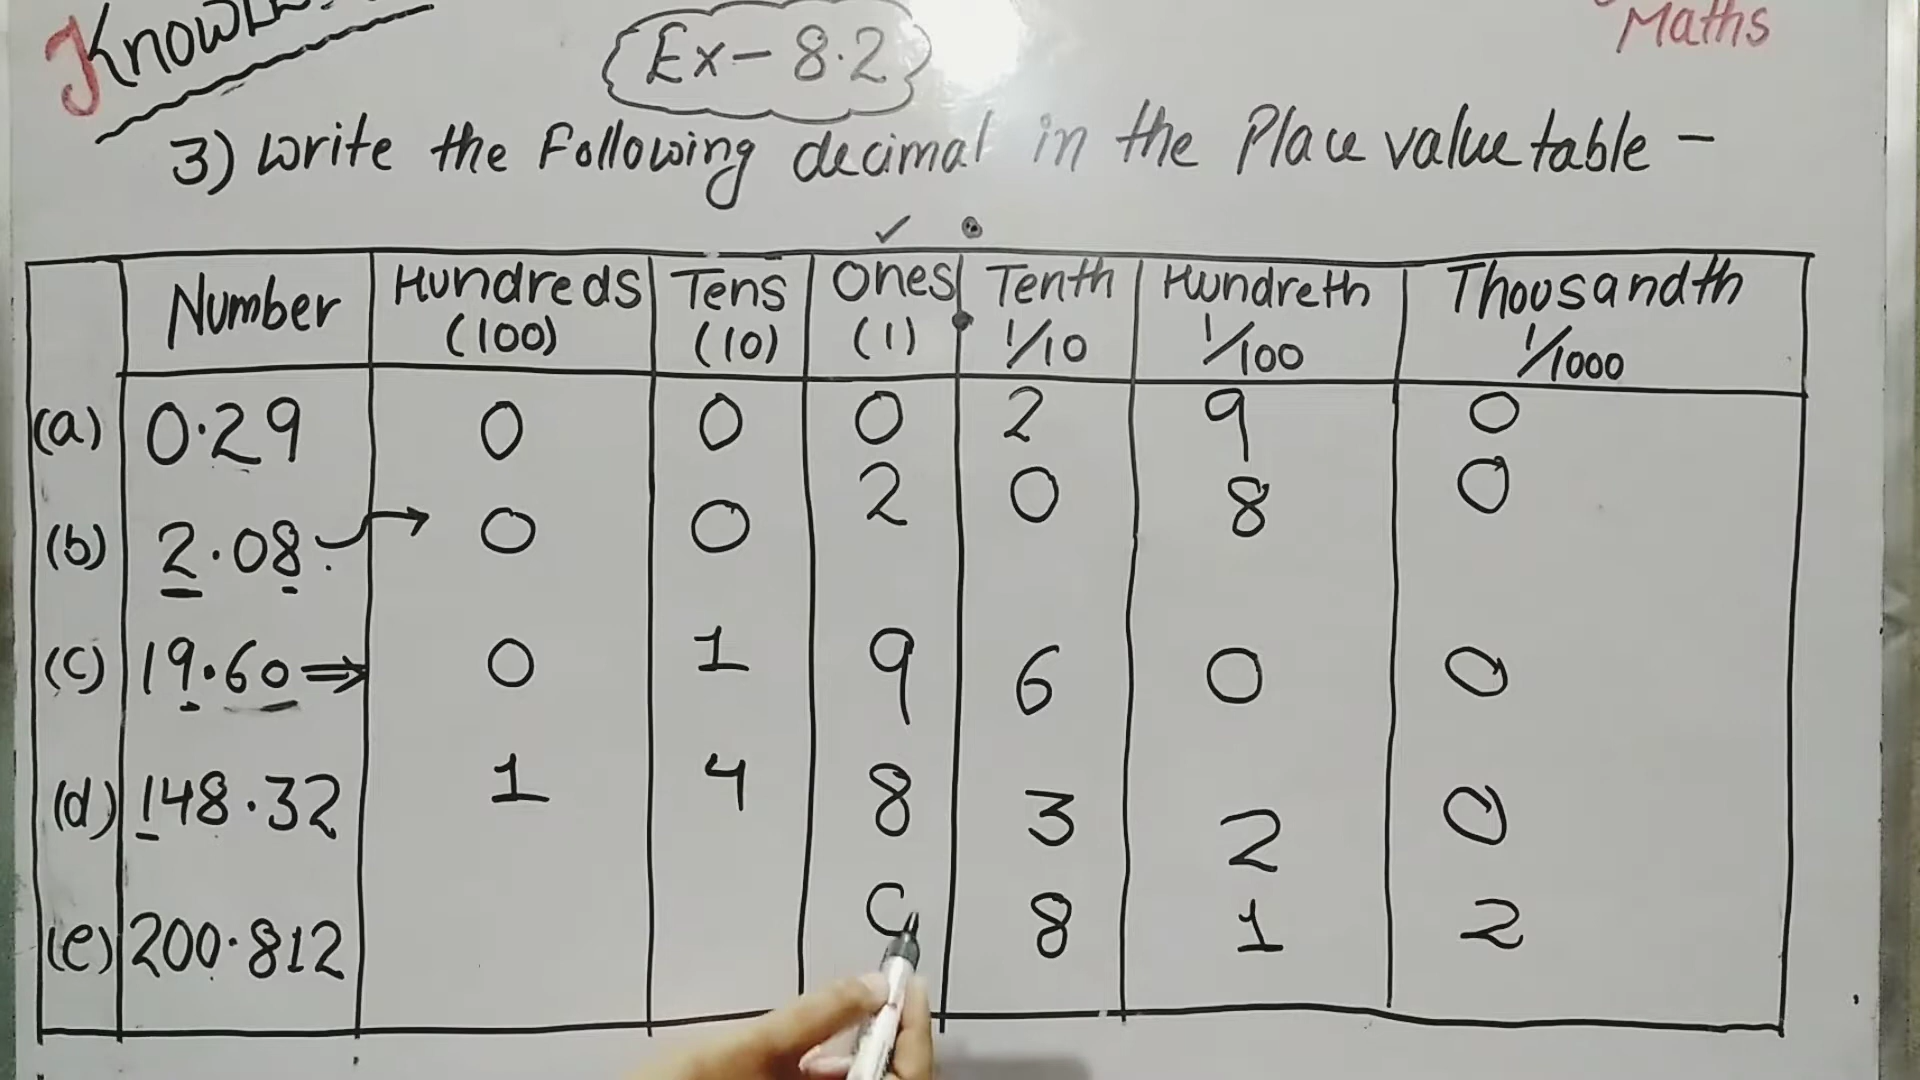 Ex-8.2
Maths
3) Write the Following decimal in the Place value table -
Number Hundreds (100) Tens (10) Ones (1) Tenth 1/10 Hundreth 1/100 Thousandth 1/1000
(a) 0.29 0 0 0 2 9 0
(b) 2.08 0 0 2 0 8 0
(c) 19.60 0 1 9 6 0 0
(d) 148.32 1 4 8 3 2 0
(e) 200.812 8 1 2